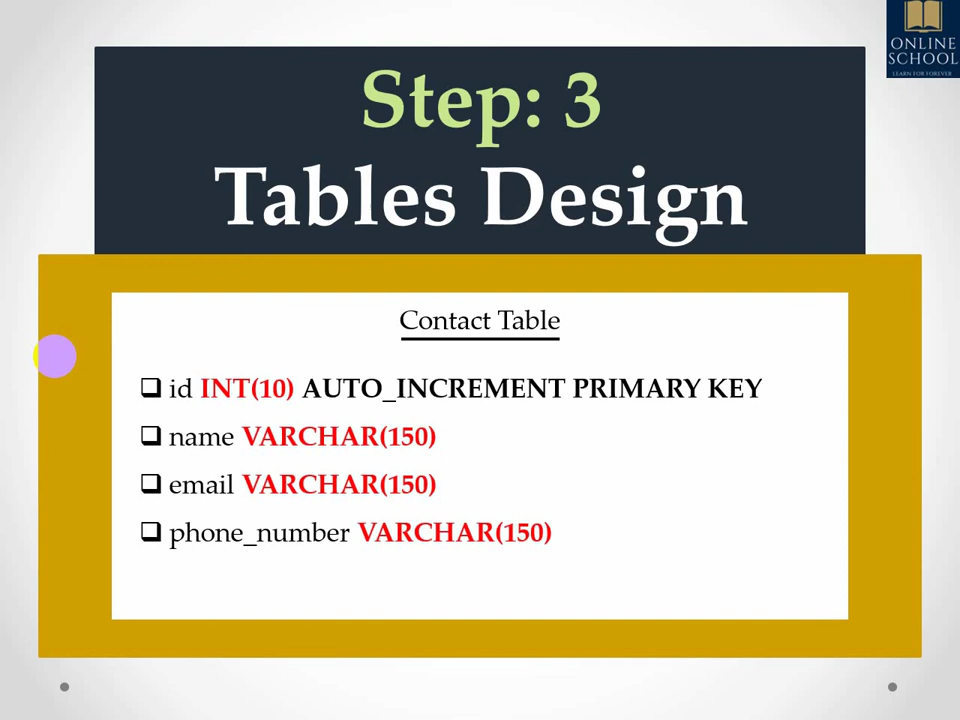 ONLINE
SCHOOL
LEARN FOR FOREVER
Step: 3
Tables Design
Contact Table
id INT(10) AUTO_INCREMENT PRIMARY KEY
name VARCHAR(150)
email VARCHAR(150)
phone_number VARCHAR(150)